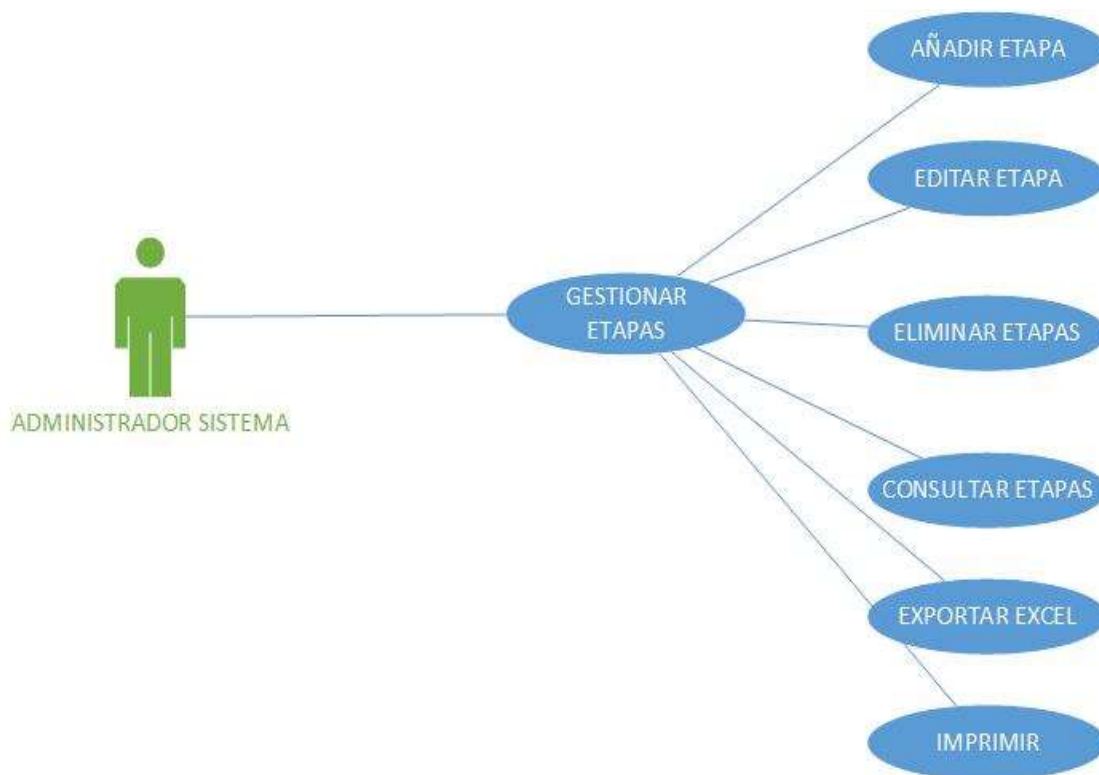 AÑADIR ETAPA
EDITAR ETAPA
GESTIONAR
ETAPAS
ELIMINAR ETAPAS
ADMINISTRADOR SISTEMA
CONSULTAR ETAPAS
EXPORTAR EXCEL
IMPRIMIR